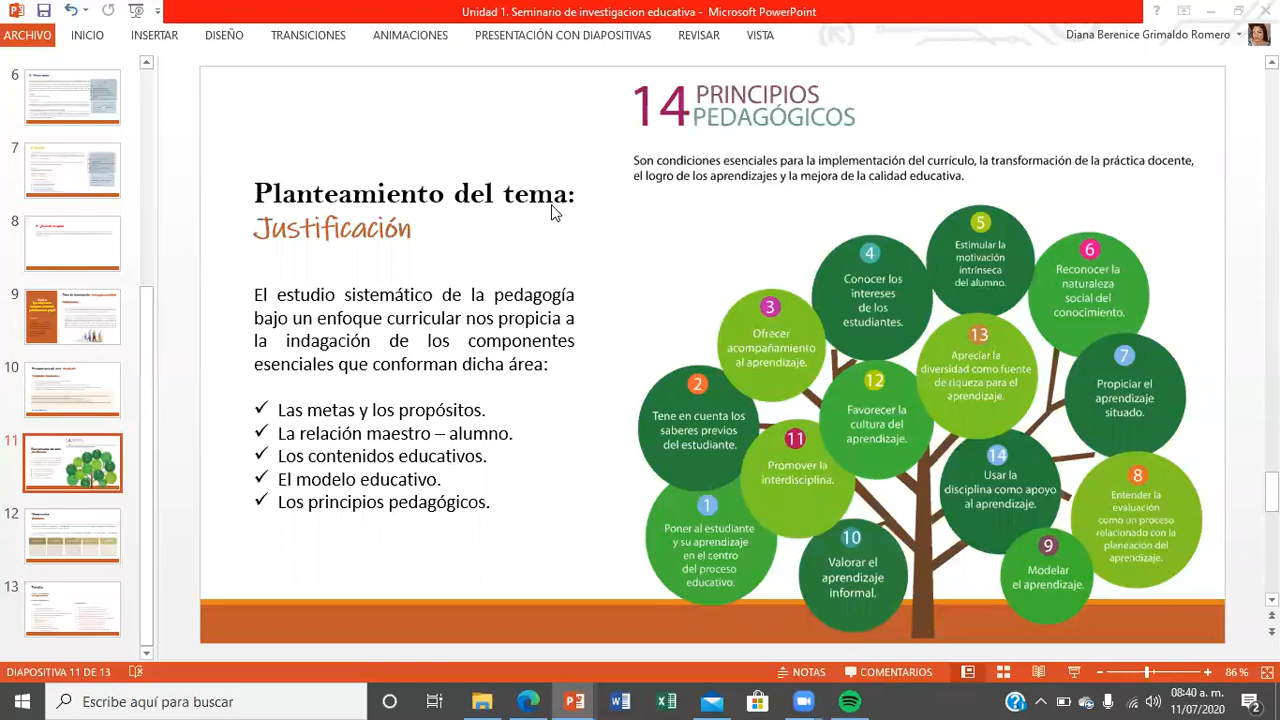 Unidad 1. Seminario de investigacion educativa - Microsoft PowerPoint
ARCHIVO INICIO INSERTAR DISEÑO TRANSICIONES ANIMACIONES PRESENTACIÓN CON DIAPOSITIVAS REVISAR VISTA
Diana Berenice Grimaldo Romero
6
7
8
9
10
11
12
13
Planteamiento del tema:
Justificación
El estudio sistemático de la pedagogía
bajo un enfoque curricular nos propicia a
la indagación de los componentes
esenciales que conforman dicha área:
✓ Las metas y los propósitos.
✓ La relación maestro – alumno.
✓ Los contenidos educativos.
✓ El modelo educativo.
✓ Los principios pedagógicos.
14 PRINCIPIOS
PEDAGÓGICOS
Son condiciones esenciales para la implementación del currículo, la transformación de la práctica docente,
el logro de los aprendizajes y la mejora de la calidad educativa.
1
Poner al estudiante
y su aprendizaje
en el centro
del proceso
educativo.
2
Tene en cuenta los
saberes previos
del estudiante.
3
Ofrecer
acompañamiento
al aprendizaje.
4
Conocer los
intereses
de los
estudiantes.
5
Estimular la
motivación
intrínseca
del alumno.
6
Reconocer la
naturaleza
social del
conocimiento.
7
Propiciar el
aprendizaje
situado.
8
Entender la
evaluación
como un proceso
relacionado con la
planeación del
aprendizaje.
9
Modelar
el aprendizaje.
10
Valorar el
aprendizaje
informal.
11
Promover la
interdisciplina.
12
Favorecer la
cultura del
aprendizaje.
13
Apreciar la
diversidad como fuente
de riqueza para el
aprendizaje.
14
Usar la
disciplina como apoyo
al aprendizaje.
DIAPOSITIVA 11 DE 13
NOTAS COMENTARIOS 86 %
Escribe aquí para buscar
08:40 a. m.
11/07/2020
2